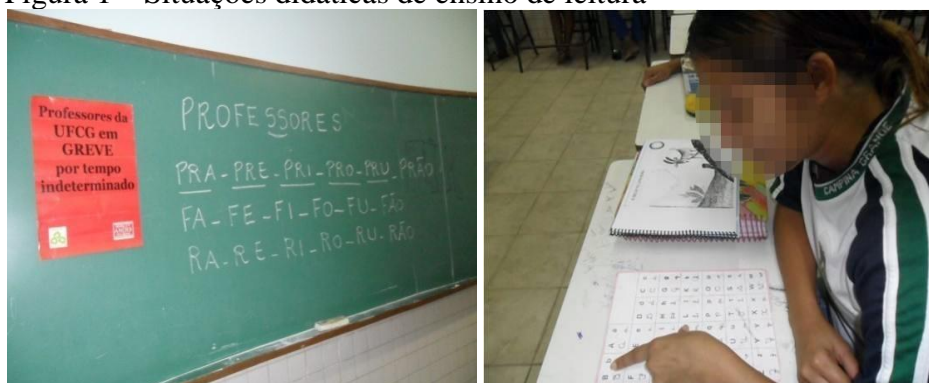 Figura 1 – Situações didáticas de ensino de leitura
Professores da
UFCG em
GREVE
por tempo
indeterminado
PROFESSORES
PRA - PRE - PRI - PRO - PRU - PRÃO
FA - FE - FI - FO - FU - FÃO
RA - RE - RI - RO - RU - RÃO
CAMPINA GRANDE